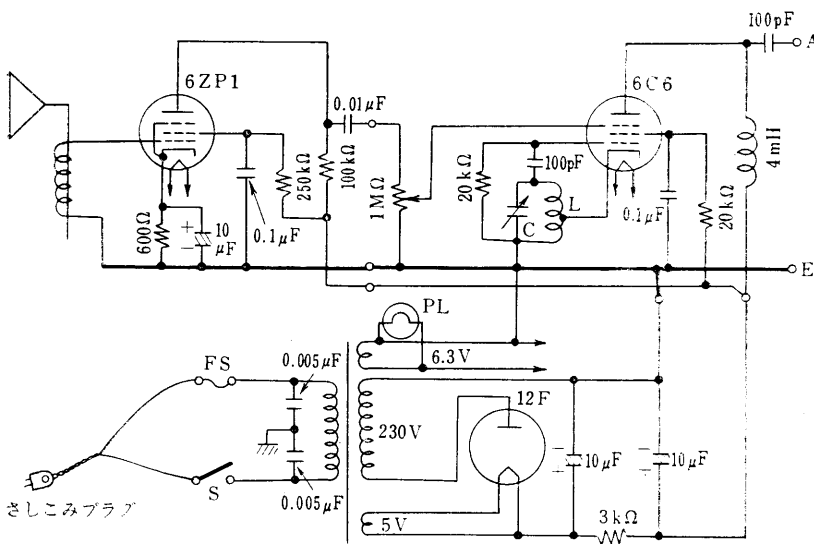 100pF
A
6ZP1
6C6
0.01μF
4mH
250kΩ
100kΩ
1MΩ
20kΩ
100pF
L
C
0.1μF
20kΩ
600Ω
+
−
10
μF
0.1μF
E
PL
6.3V
FS
0.005μF
230V
12F
10μF
10μF
S
0.005μF
5V
3kΩ
さしこみプラグ